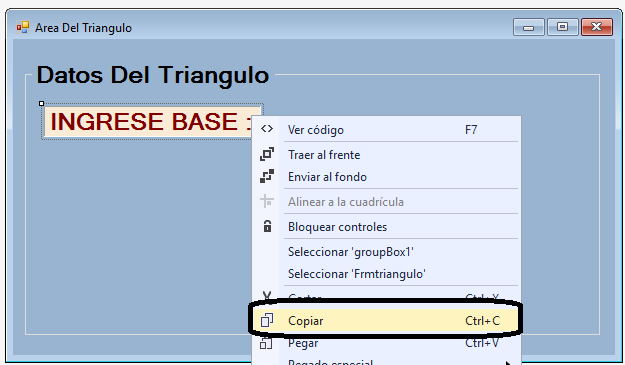 Area Del Triangulo
Datos Del Triangulo
INGRESE BASE :
Ver código F7
Traer al frente
Enviar al fondo
Alinear a la cuadrícula
Bloquear controles
Seleccionar 'groupBox1'
Seleccionar 'Frmtriangulo'
Cortar Ctrl+X
Copiar Ctrl+C
Pegar Ctrl+V
Pegado especial